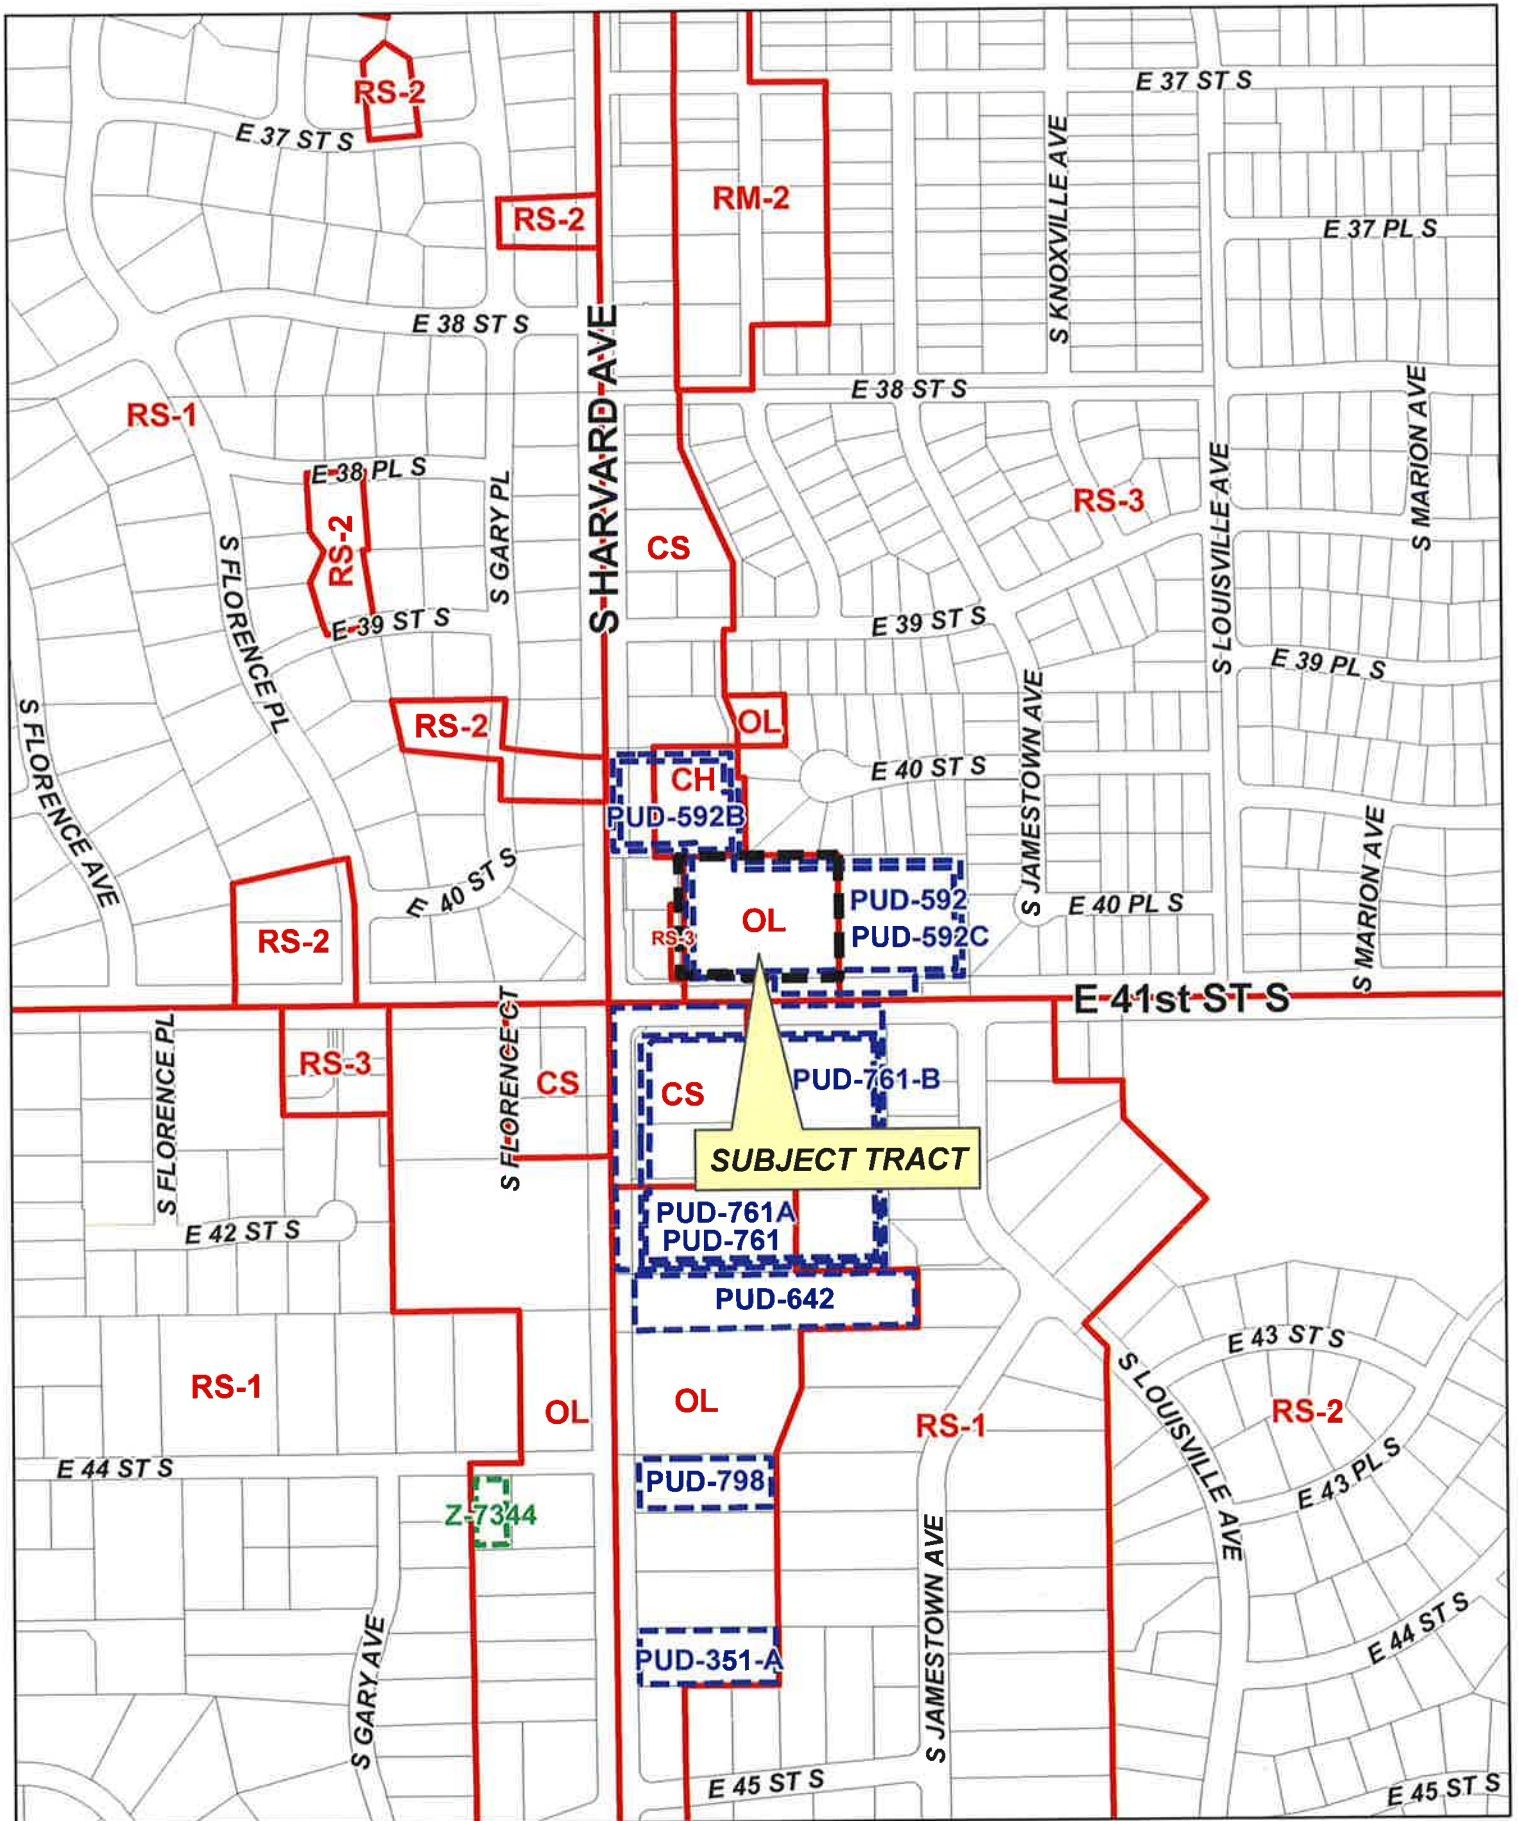 E 37 ST S
RS-2
S KNOXVILLE AVE
E 37 ST S
RM-2
RS-2
E 37 PL S
E 38 ST S
S HARVARD AVE
E 38 ST S
RS-1
S MARION AVE
E 38 PL S
RS-3
S GARY PL
S LOUISVILLE AVE
RS-2
CS
S FLORENCE PL
E 39 ST S
E 39 ST S
E 39 PL S
S FLORENCE AVE
S JAMESTOWN AVE
RS-2
OL
E 40 ST S
CH
PUD-592B
S MARION AVE
E 40 ST S
PUD-592
E 40 PL S
OL
RS-2
RS-3
PUD-592C
E 41st ST S
S FLORENCE PL
S FLORENCE CT
RS-3
CS
CS
PUD-761-B
SUBJECT TRACT
PUD-761A
PUD-761
E 42 ST S
PUD-642
E 43 ST S
S LOUISVILLE AVE
RS-1
OL
OL
RS-1
RS-2
E 44 ST S
E 43 PL S
PUD-798
Z-7344
S JAMESTOWN AVE
S GARY AVE
E 44 ST S
PUD-351-A
E 45 ST S
E 45 ST S